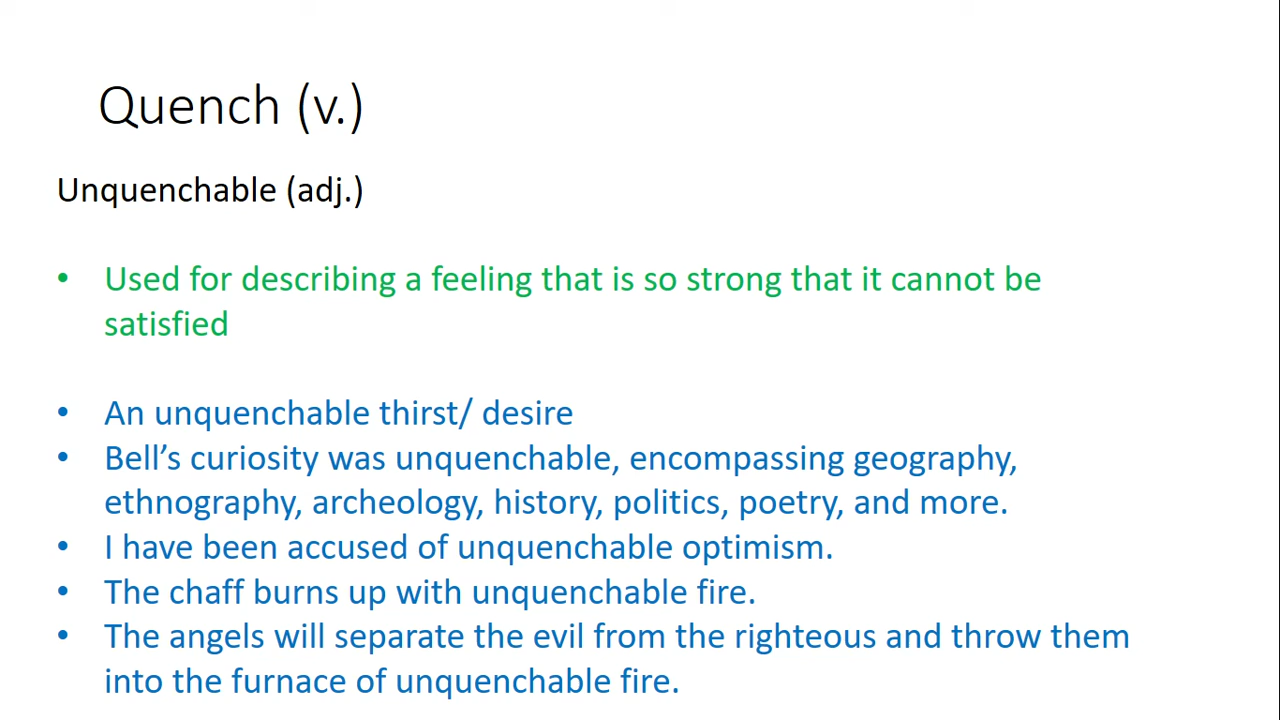 Quench (v.)
Unquenchable (adj.)
• Used for describing a feeling that is so strong that it cannot be
satisfied
• An unquenchable thirst/ desire
• Bell’s curiosity was unquenchable, encompassing geography,
ethnography, archeology, history, politics, poetry, and more.
• I have been accused of unquenchable optimism.
• The chaff burns up with unquenchable fire.
• The angels will separate the evil from the righteous and throw them
into the furnace of unquenchable fire.